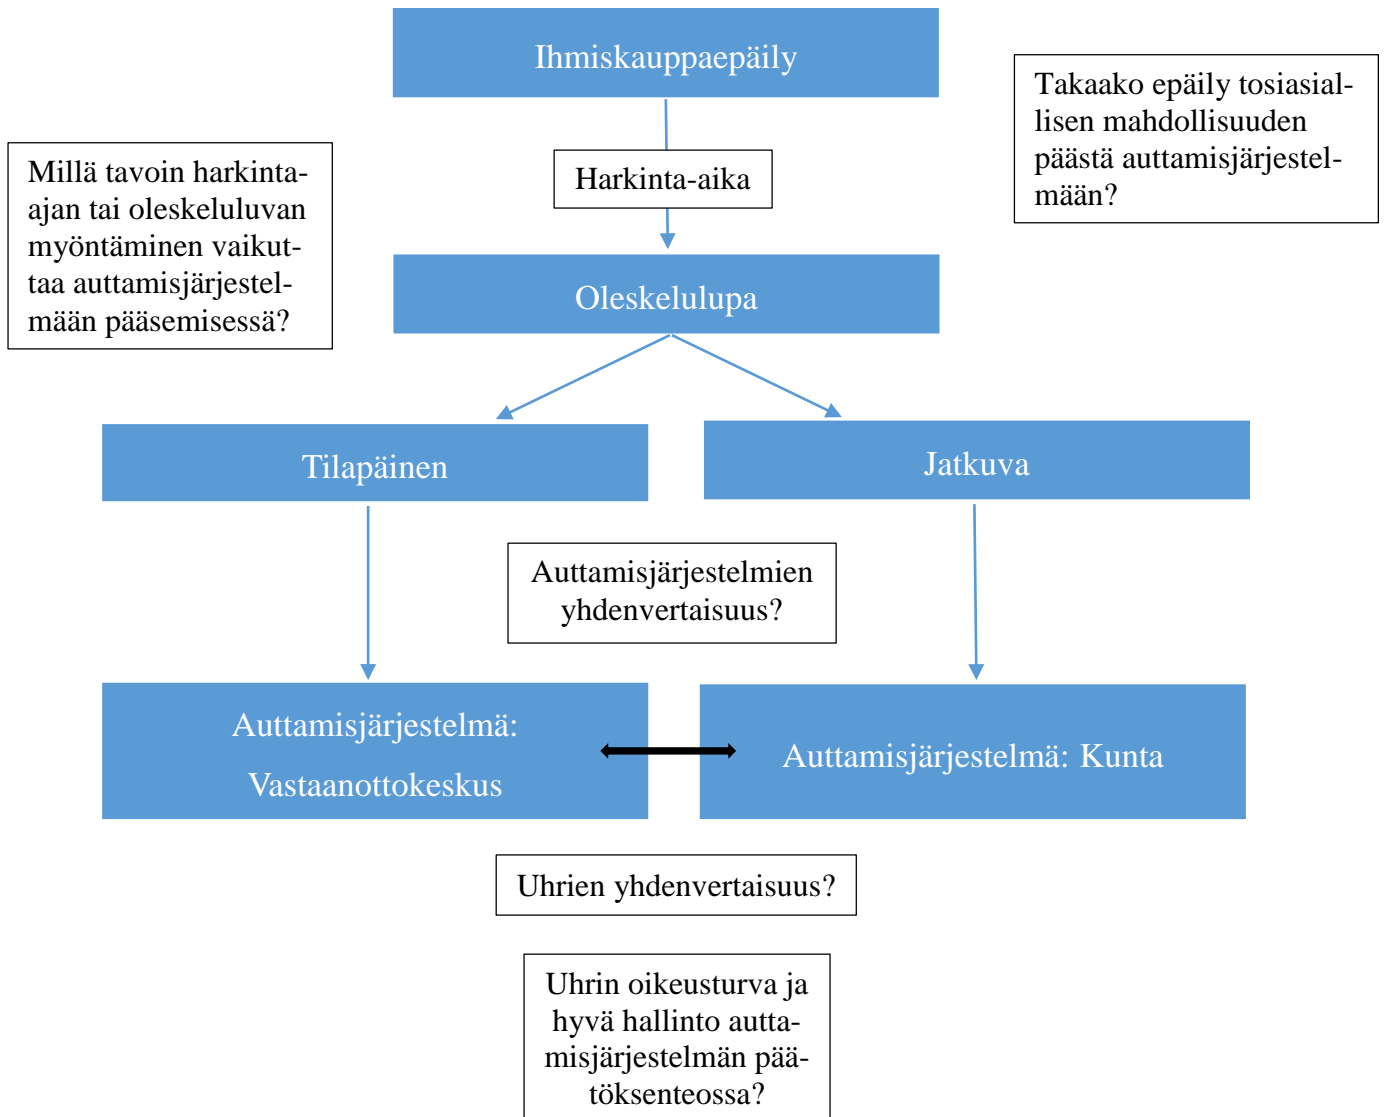 Ihmiskauppaepäily
Takaako epäily tosiasial-
lisen mahdollisuuden
päästä auttamisjärjestel-
mään?
Millä tavoin harkinta-
ajan tai oleskeluluvan
myöntäminen vaikut-
taa auttamisjärjestel-
mään pääsemisessä?
Harkinta-aika
Oleskelulupa
Tilapäinen
Jatkuva
Auttamisjärjestelmien
yhdenvertaisuus?
Auttamisjärjestelmä:
Vastaanottokeskus
Auttamisjärjestelmä: Kunta
Uhrien yhdenvertaisuus?
Uhrin oikeusturva ja
hyvä hallinto autta-
misjärjestelmän pää-
töksenteossa?